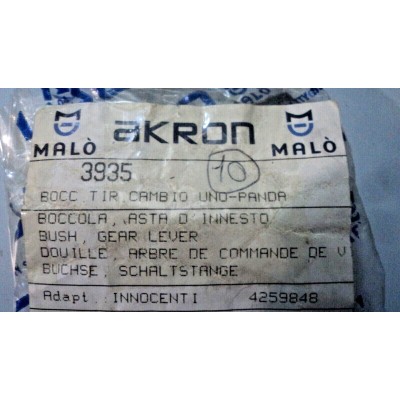 akron
MALÒ MALÒ
3935 10
BOCC TIR CAMBIO UNO-PANDA
BOCCOLA, ASTA D'INNESTO
BUSH, GEAR LEVER
DOUILLE, ARBRE DE COMMANDE DE V
BUCHSE, SCHALTSTANGE
Adapt.: INNOCENTI 4259848